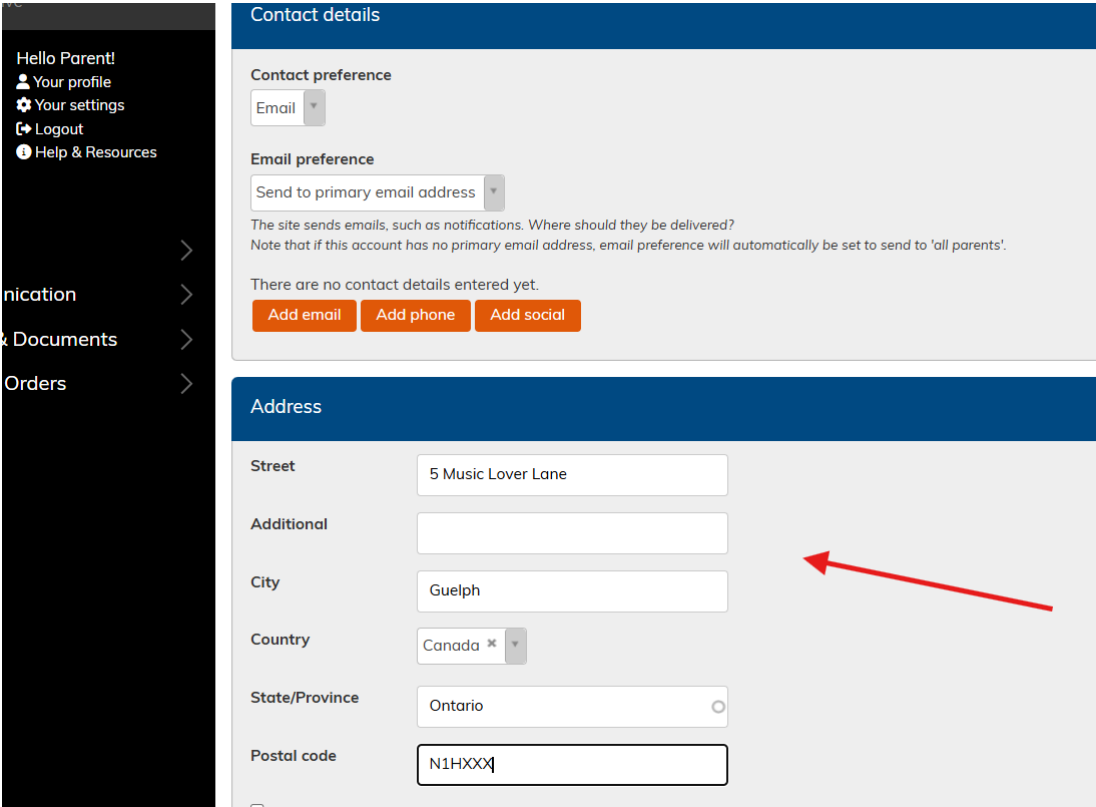 Hello Parent!
Your profile
Your settings
Logout
Help & Resources
nication
& Documents
Orders
Contact details
Contact preference
Email
Email preference
Send to primary email address
The site sends emails, such as notifications. Where should they be delivered?
Note that if this account has no primary email address, email preference will automatically be set to send to 'all parents'.
There are no contact details entered yet.
Add email Add phone Add social
Address
Street 5 Music Lover Lane
Additional
City Guelph
Country Canada
State/Province Ontario
Postal code N1HXXX